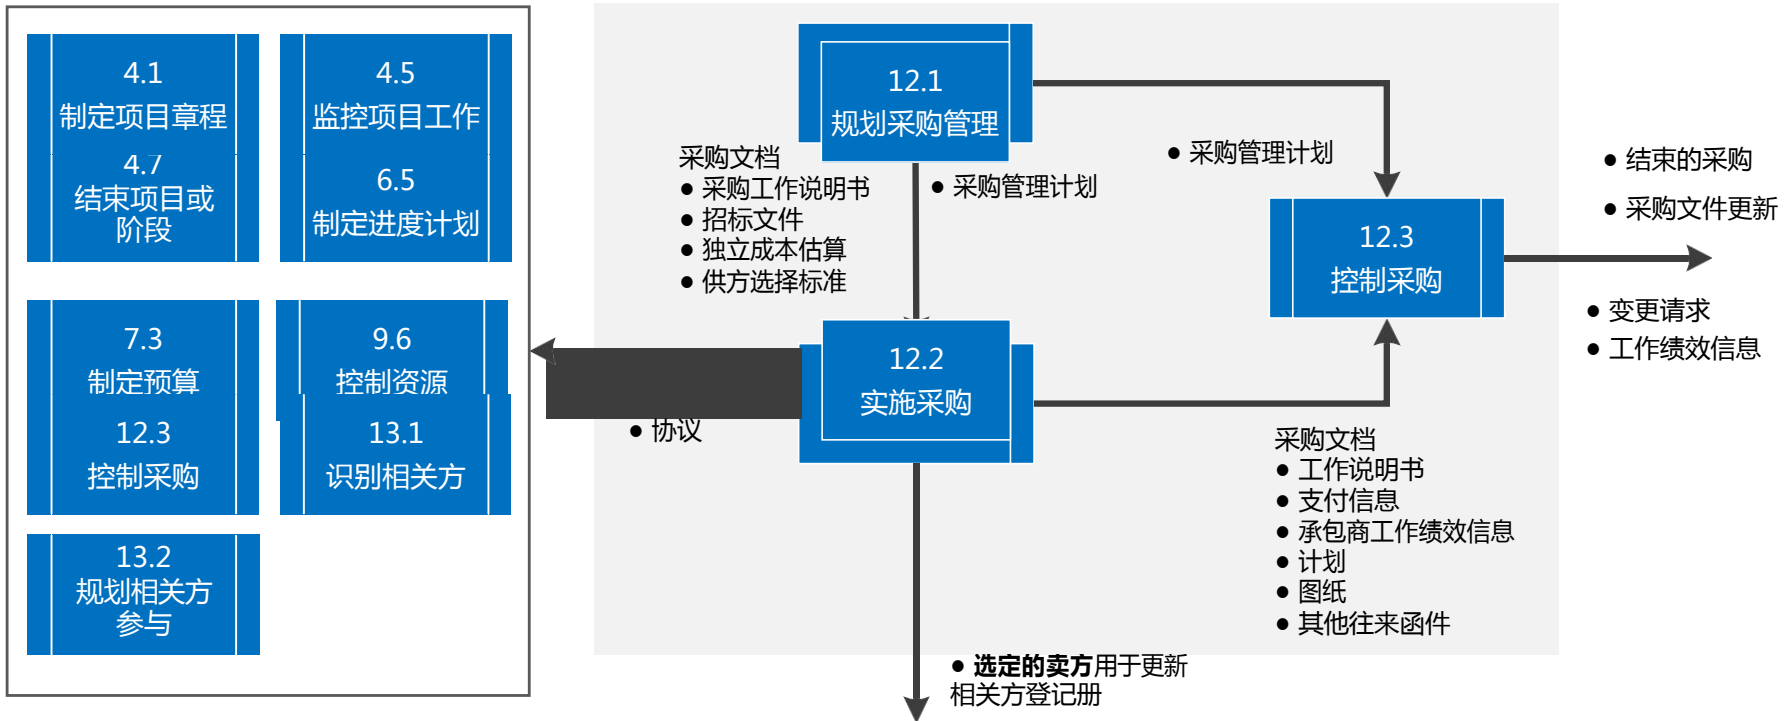 4.1
制定项目章程
4.5
监控项目工作
4.7
结束项目或
阶段
6.5
制定进度计划
7.3
制定预算
9.6
控制资源
12.3
控制采购
13.1
识别相关方
13.2
规划相关方
参与
12.1
规划采购管理
采购文档
● 采购工作说明书
● 招标文件
● 独立成本估算
● 供方选择标准
● 采购管理计划
● 采购管理计划
12.3
控制采购
● 结束的采购
● 采购文件更新
● 变更请求
● 工作绩效信息
12.2
实施采购
● 协议
采购文档
● 工作说明书
● 支付信息
● 承包商工作绩效信息
● 计划
● 图纸
● 其他往来函件
● 选定的卖方用于更新
相关方登记册